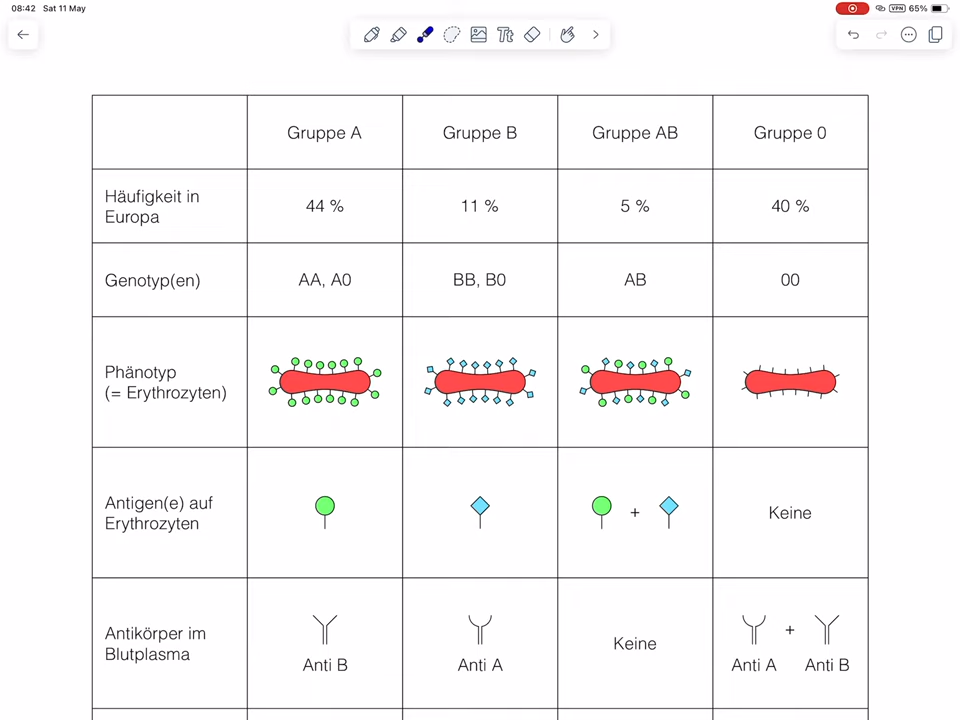 08:42 Sat 11 May
VPN 65%
Tt
Gruppe A
Gruppe B
Gruppe AB
Gruppe 0
Häufigkeit in
Europa
44 %
11 %
5 %
40 %
Genotyp(en)
AA, A0
BB, B0
AB
00
Phänotyp
(= Erythrozyten)
Antigen(e) auf
Erythrozyten
+
Keine
Antikörper im
Blutplasma
Anti B
Anti A
Keine
+
Anti A
Anti B